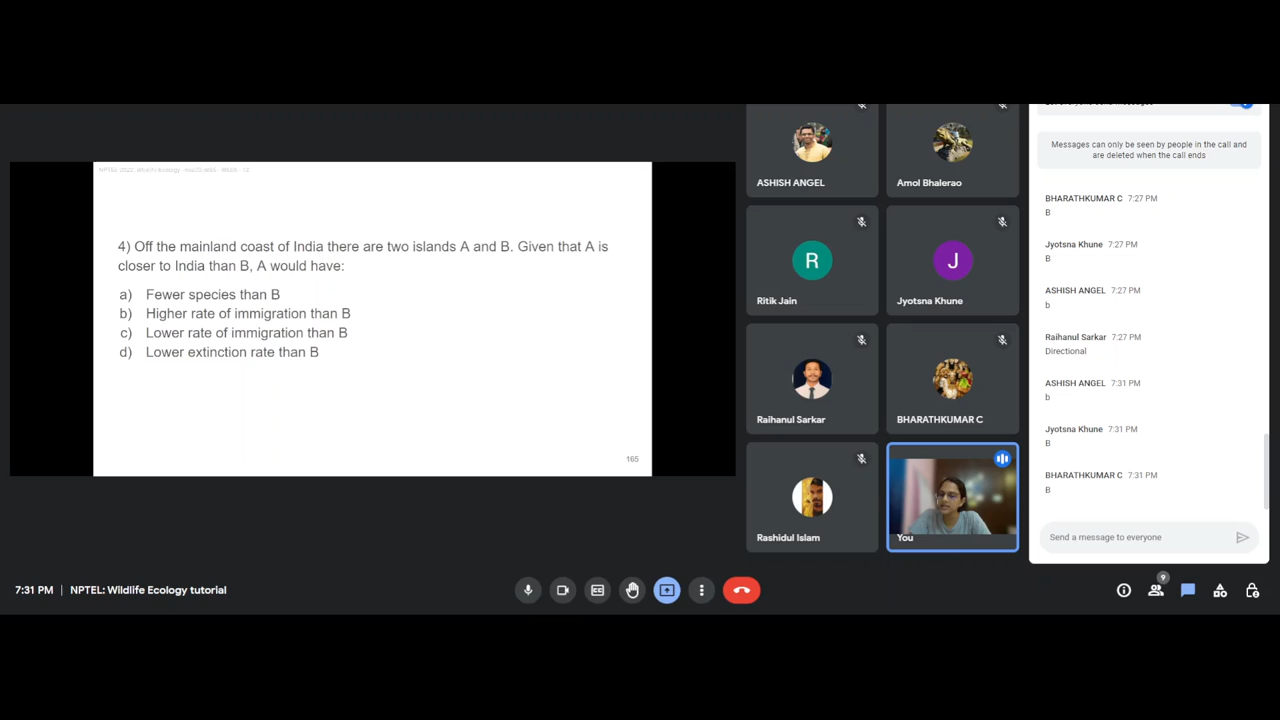 NPTEL 2022: Wildlife Ecology
4) Off the mainland coast of India there are two islands A and B. Given that A is
closer to India than B, A would have:
a) Fewer species than B
b) Higher rate of immigration than B
c) Lower rate of immigration than B
d) Lower extinction rate than B
165
ASHISH ANGEL
Amol Bhalerao
R
Ritik Jain
J
Jyotsna Khune
Raihanul Sarkar
BHARATHKUMAR C
Rashidul Islam
You
Messages can only be seen by people in the call and
are deleted when the call ends
BHARATHKUMAR C 7:27 PM
B
Jyotsna Khune 7:27 PM
B
ASHISH ANGEL 7:27 PM
b
Raihanul Sarkar 7:27 PM
Directional
ASHISH ANGEL 7:31 PM
b
Jyotsna Khune 7:31 PM
B
BHARATHKUMAR C 7:31 PM
B
Send a message to everyone
7:31 PM | NPTEL: Wildlife Ecology tutorial
CC
9